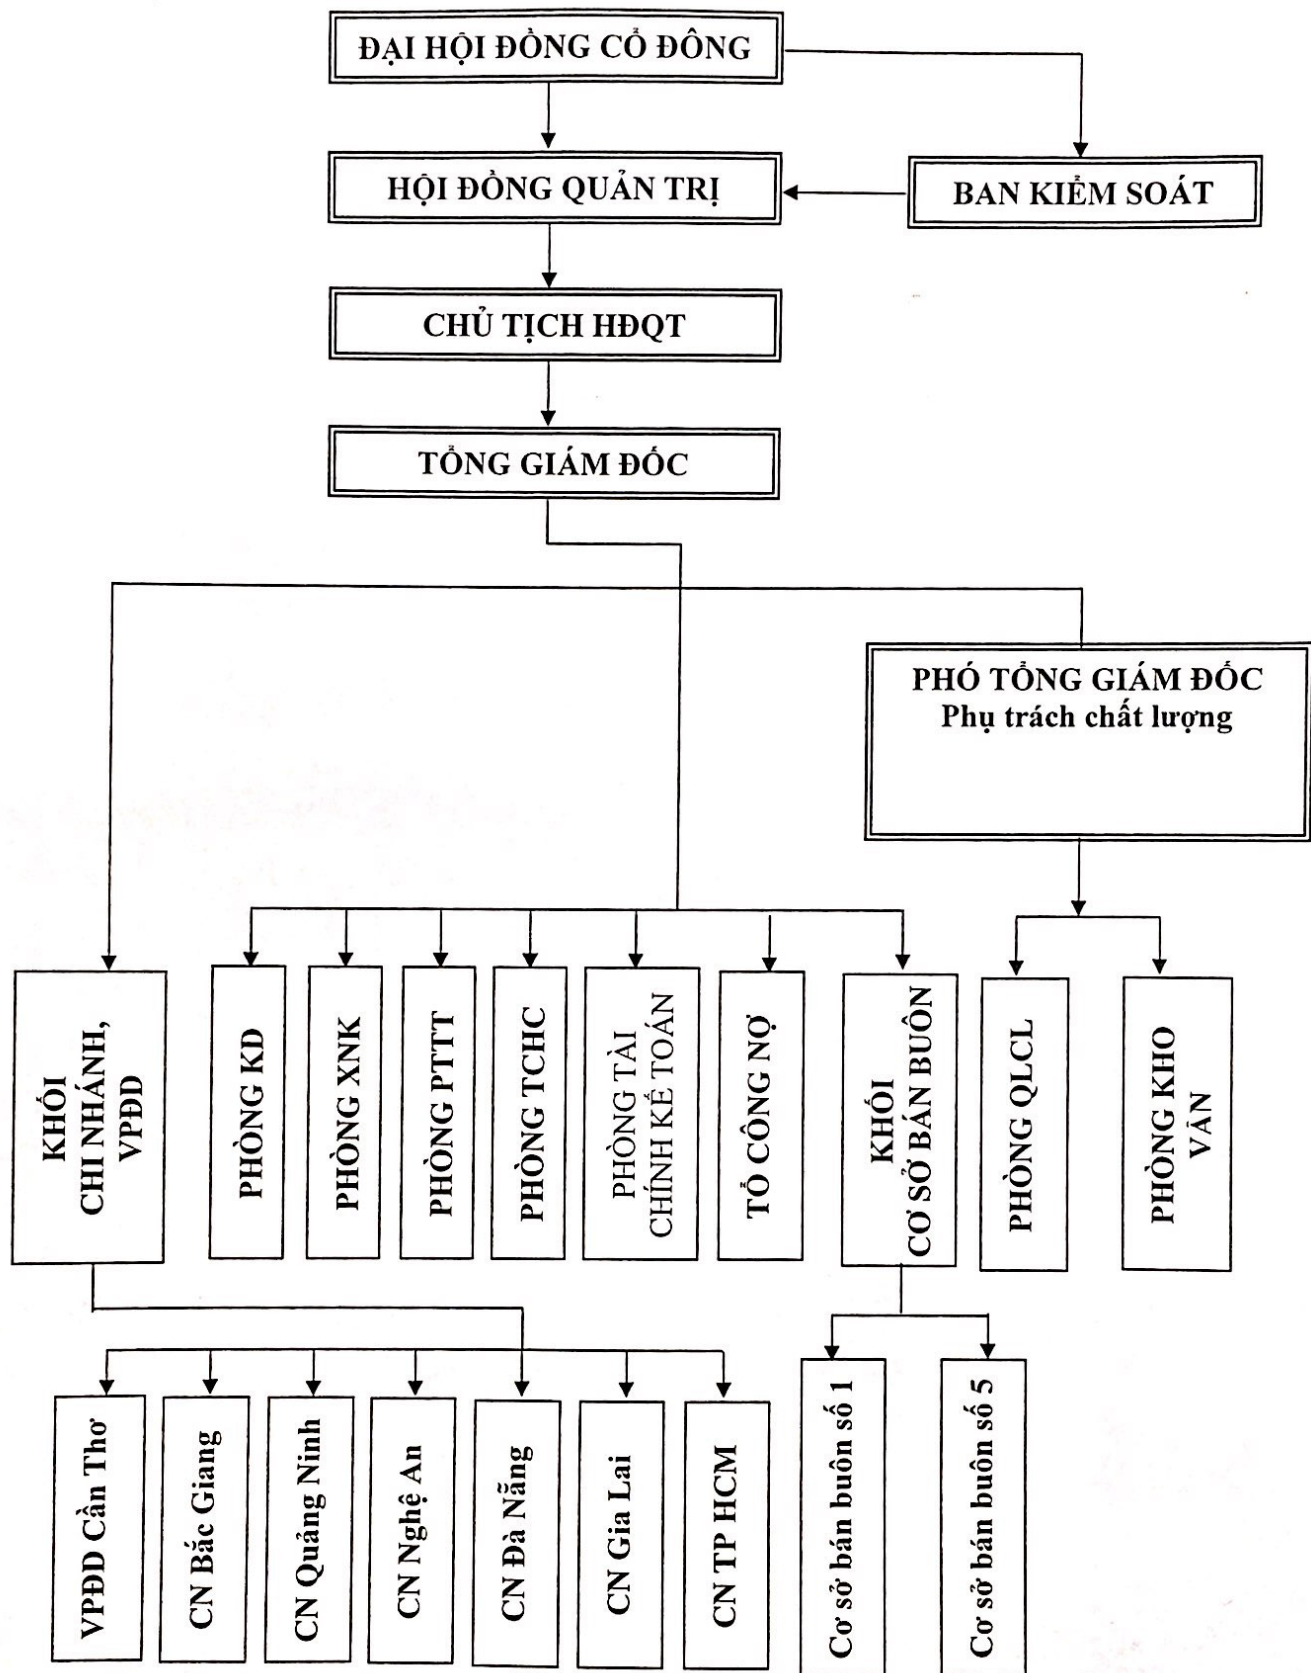 ĐẠI HỘI ĐỒNG CỔ ĐÔNG
HỘI ĐỒNG QUẢN TRỊ
BAN KIỂM SOÁT
CHỦ TỊCH HĐQT
TỔNG GIÁM ĐỐC
PHÓ TỔNG GIÁM ĐỐC
Phụ trách chất lượng
KHỐI
CHI NHÁNH,
VPĐD
PHÒNG KD
PHÒNG XNK
PHÒNG PTTT
PHÒNG TCHC
PHÒNG TÀI
CHÍNH KẾ TOÁN
TỔ CÔNG NỢ
KHỐI
CƠ SỞ BÁN BUÔN
PHÒNG QLCL
PHÒNG KHO
VẬN
VPĐD Cần Thơ
CN Bắc Giang
CN Quảng Ninh
CN Nghệ An
CN Đà Nẵng
CN Gia Lai
CN TP HCM
Cơ sở bán buôn số 1
Cơ sở bán buôn số 5